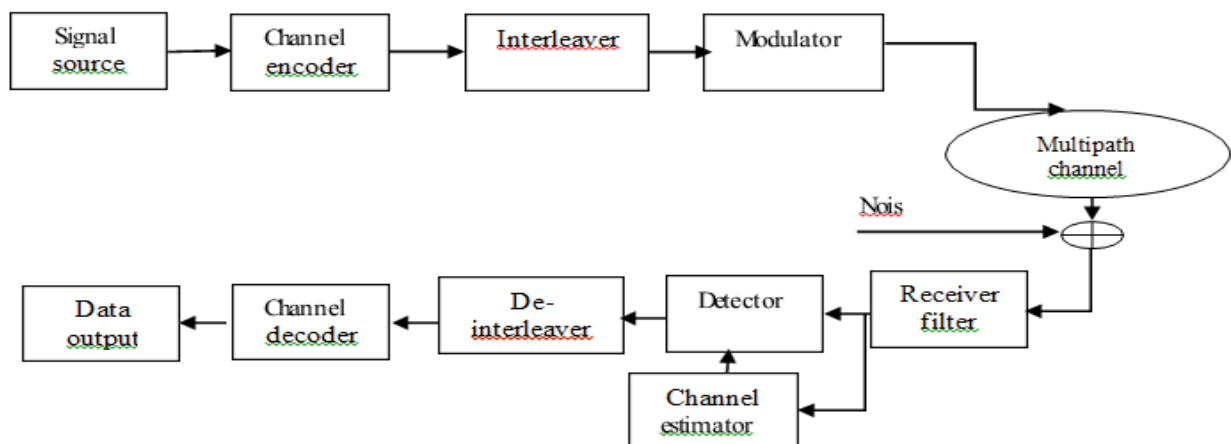 Signal
source
Channel
encoder
Interleaver
Modulator
Multipath
channel
Nois
Receiver
filter
Detector
De-
interleaver
Channel
decoder
Data
output
Channel
estimator